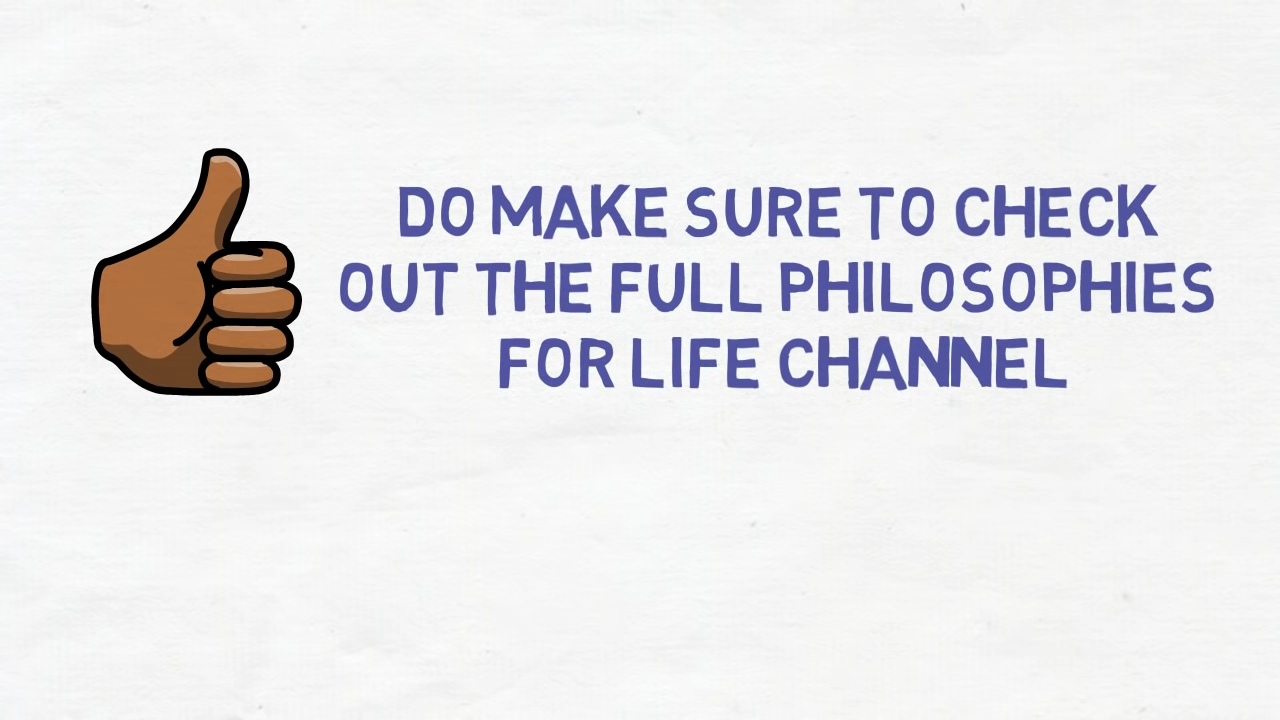 DO MAKE SURE TO CHECK
OUT THE FULL PHILOSOPHIES
FOR LIFE CHANNEL